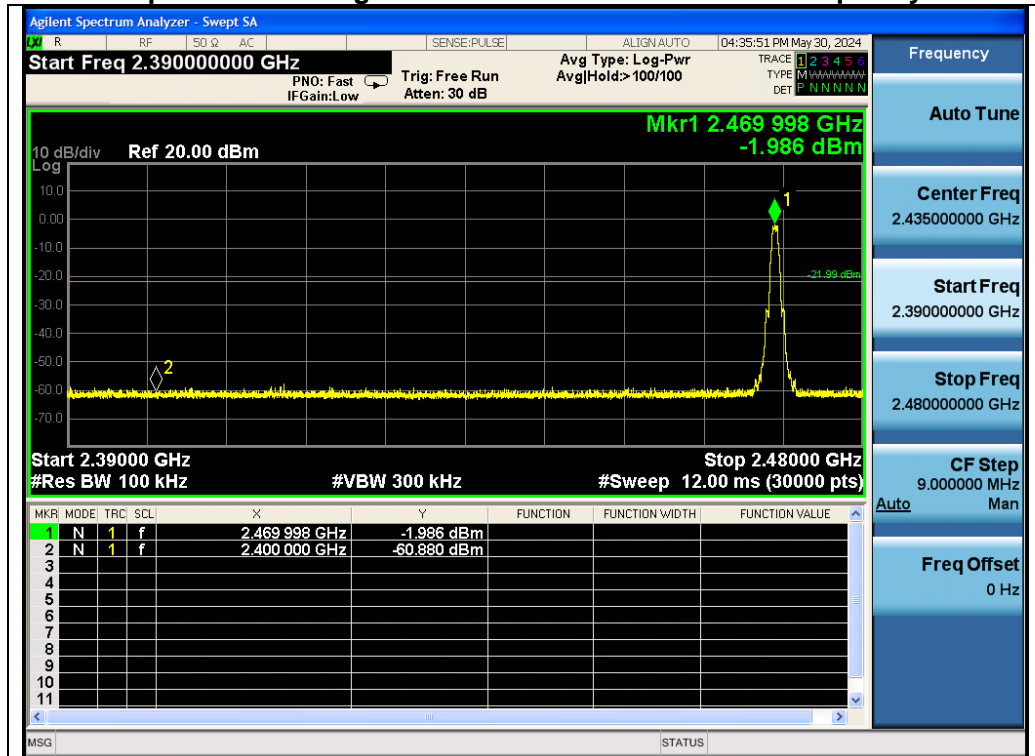 Agilent Spectrum Analyzer - Swept SA
LXI R RF 50 Ω AC SENSE:PULSE ALIGN AUTO 04:35:51 PM May 30, 2024
Start Freq 2.390000000 GHz
PNO: Fast
IFGain:Low
Trig: Free Run
Atten: 30 dB
Avg Type: Log-Pwr
Avg|Hold:>100/100
TRACE 1 2 3 4 5 6
TYPE M
DET P N N N N N
Mkr1 2.469 998 GHz
-1.986 dBm
10 dB/div Ref 20.00 dBm
Log
10.0
0.00
-10.0
-20.0
-30.0
-40.0
-50.0
-60.0
-70.0
1
-21.99 dBm
2
Start 2.39000 GHz Stop 2.48000 GHz
#Res BW 100 kHz #VBW 300 kHz #Sweep 12.00 ms (30000 pts)
MKR MODE TRC SCL X Y FUNCTION FUNCTION WIDTH FUNCTION VALUE
1 N 1 f 2.469 998 GHz -1.986 dBm
2 N 1 f 2.400 000 GHz -60.880 dBm
3
4
5
6
7
8
9
10
11
MSG STATUS
Frequency
Auto Tune
Center Freq
2.435000000 GHz
Start Freq
2.390000000 GHz
Stop Freq
2.480000000 GHz
CF Step
9.000000 MHz
Auto Man
Freq Offset
0 Hz